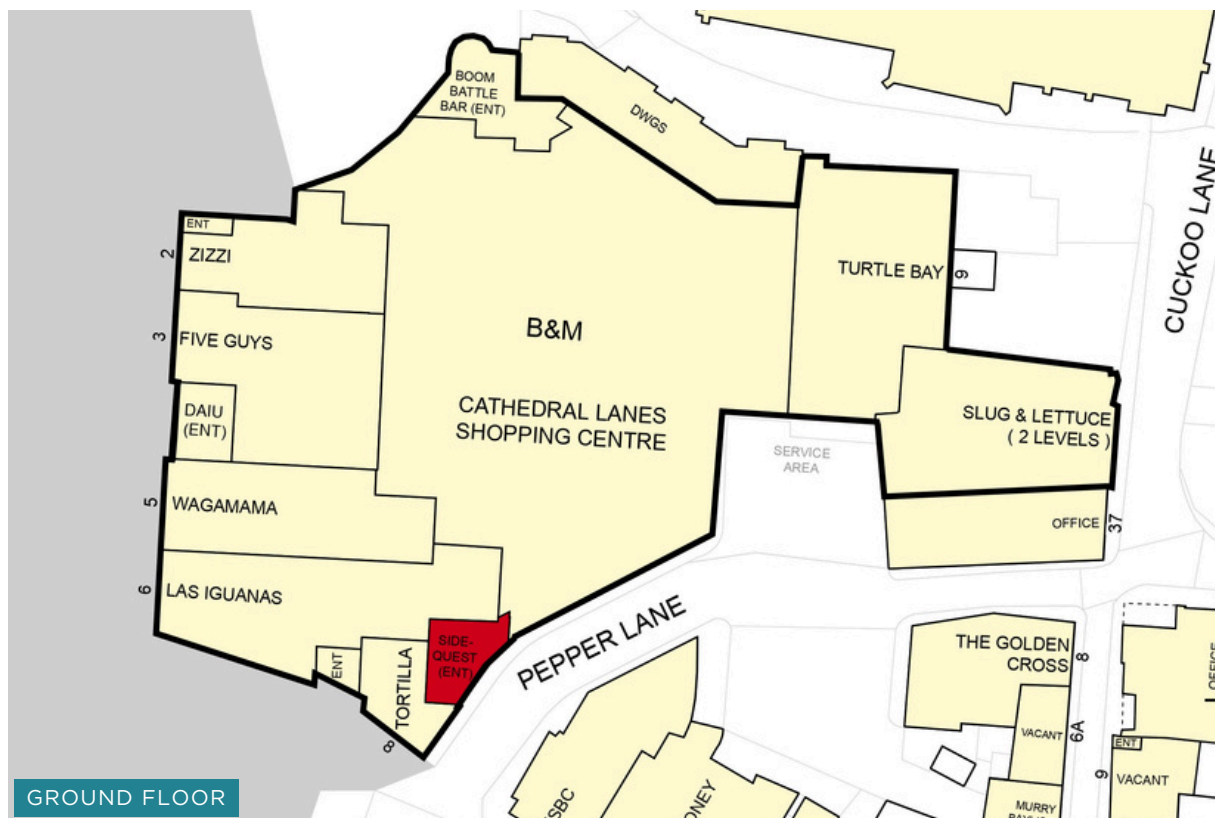 BOOM
BATTLE
BAR (ENT)
DWGS
CUCKOO LANE
ENT
2
ZIZZI
TURTLE BAY
9
3
FIVE GUYS
B&M
DAIU
(ENT)
CATHEDRAL LANES
SHOPPING CENTRE
SLUG & LETTUCE
( 2 LEVELS )
SERVICE
AREA
5
WAGAMAMA
OFFICE
37
6
LAS IGUANAS
PEPPER LANE
SIDE-
QUEST
(ENT)
ENT
TORTILLA
8
THE GOLDEN
CROSS
8
OFFICE
VACANT
6A
ENT
9
VACANT
MURRY
GROUND FLOOR